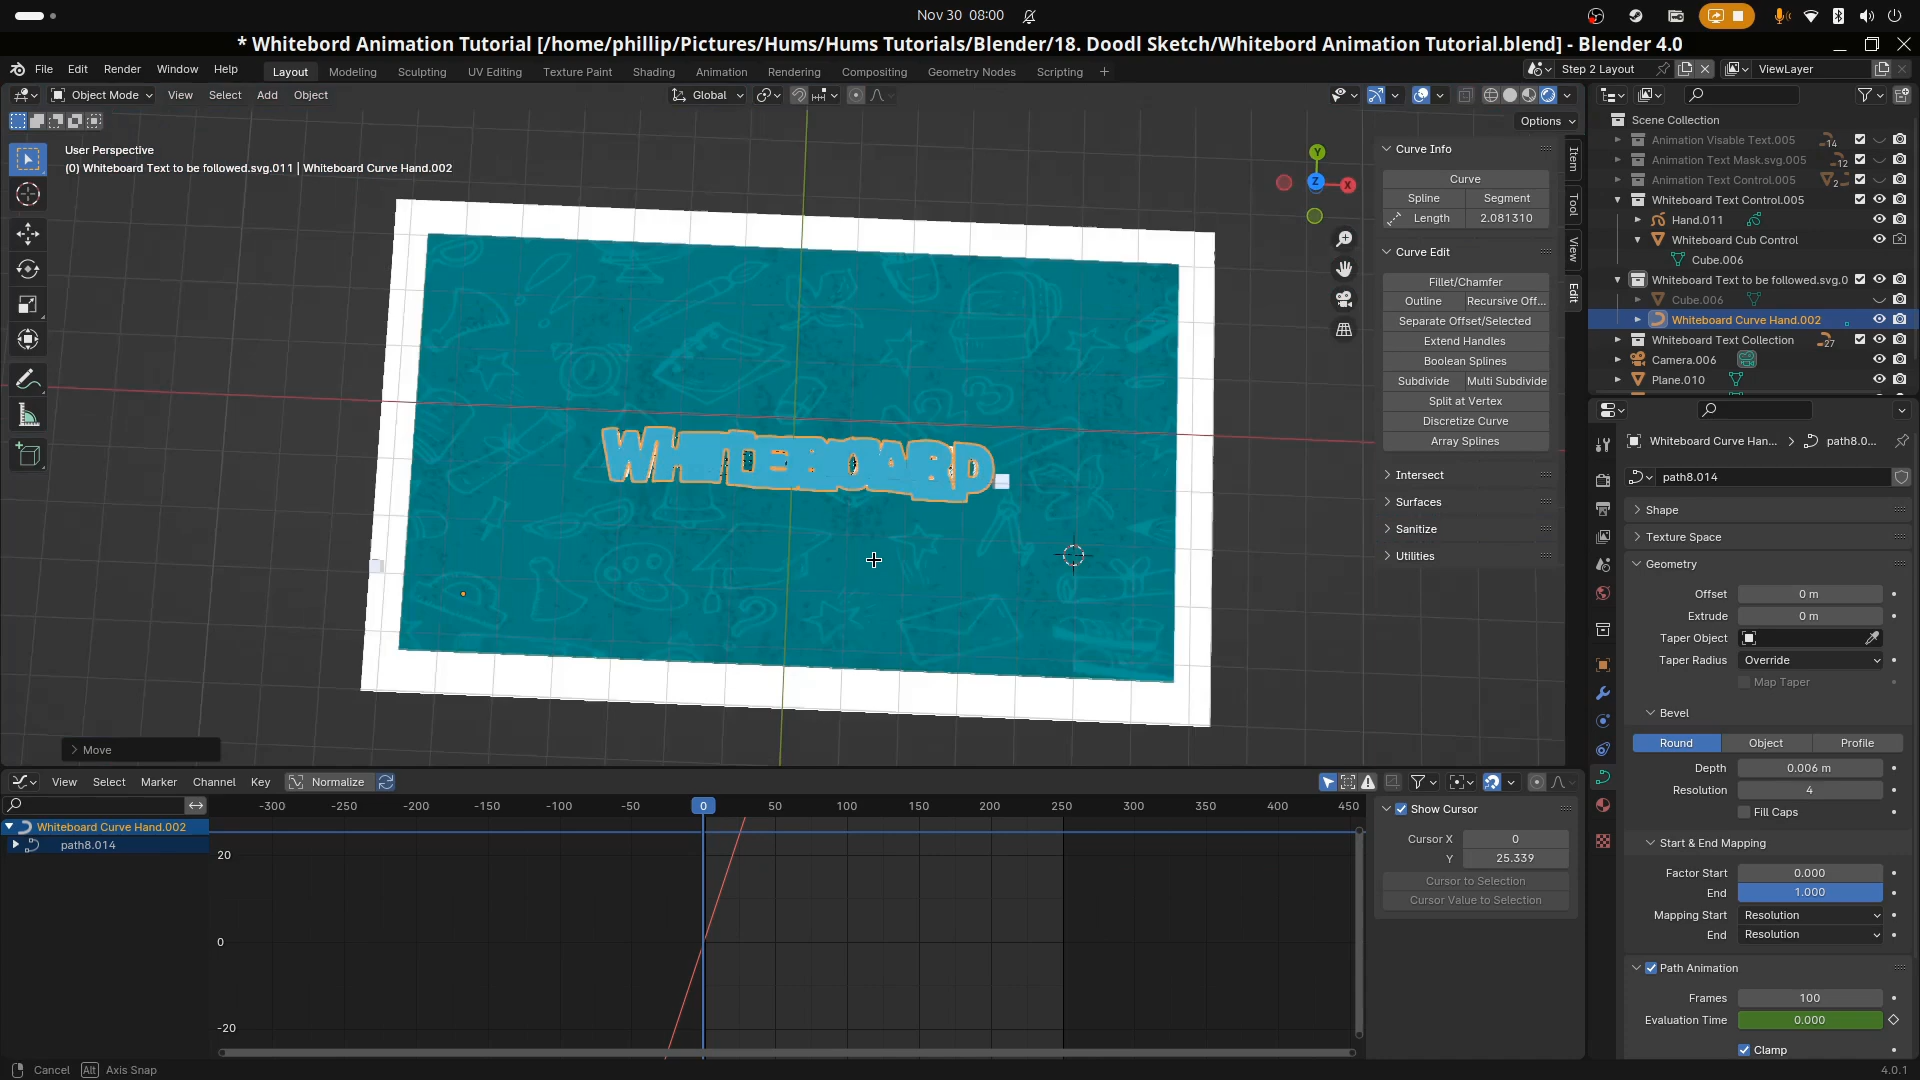 Nov 30 08:00
* Whitebord Animation Tutorial [/home/phillip/Pictures/Hums/Hums Tutorials/Blender/18. Doodl Sketch/Whitebord Animation Tutorial.blend] - Blender 4.0
File Edit Render Window Help Layout Modeling Sculpting UV Editing Texture Paint Shading Animation Rendering Compositing Geometry Nodes Scripting + Step 2 Layout ViewLayer
Object Mode View Select Add Object Global
Options
User Perspective
(0) Whiteboard Text to be followed.svg.011 | Whiteboard Curve Hand.002
Y
Z
X
WHITEBOARD
Move
Curve Info
Curve
Spline Segment
Length 2.081310
Curve Edit
Fillet/Chamfer
Outline Recursive Off...
Separate Offset/Selected
Extend Handles
Boolean Splines
Subdivide Multi Subdivide
Split at Vertex
Discretize Curve
Array Splines
Intersect
Surfaces
Sanitize
Utilities
Item
Tool
View
Edit
Scene Collection
Animation Visable Text.005 14
Animation Text Mask.svg.005 12
Animation Text Control.005 2
Whiteboard Text Control.005
Hand.011
Whiteboard Cub Control
Cube.006
Whiteboard Text to be followed.svg.0
Cube.006
Whiteboard Curve Hand.002
Whiteboard Text Collection 27
Camera.006
Plane.010
Whiteboard Curve Han... path8.0...
path8.014
Shape
Texture Space
Geometry
Offset 0 m
Extrude 0 m
Taper Object
Taper Radius Override
Map Taper
Bevel
Round Object Profile
Depth 0.006 m
Resolution 4
Fill Caps
Start & End Mapping
Factor Start 0.000
End 1.000
Mapping Start Resolution
End Resolution
Path Animation
Frames 100
Evaluation Time 0.000
Clamp
View Select Marker Channel Key Normalize
-300 -250 -200 -150 -100 -50 0 50 100 150 200 250 300 350 400 450
Whiteboard Curve Hand.002
path8.014
20
0
-20
Show Cursor
Cursor X 0
Y 25.339
Cursor to Selection
Cursor Value to Selection
Cancel Alt Axis Snap
4.0.1